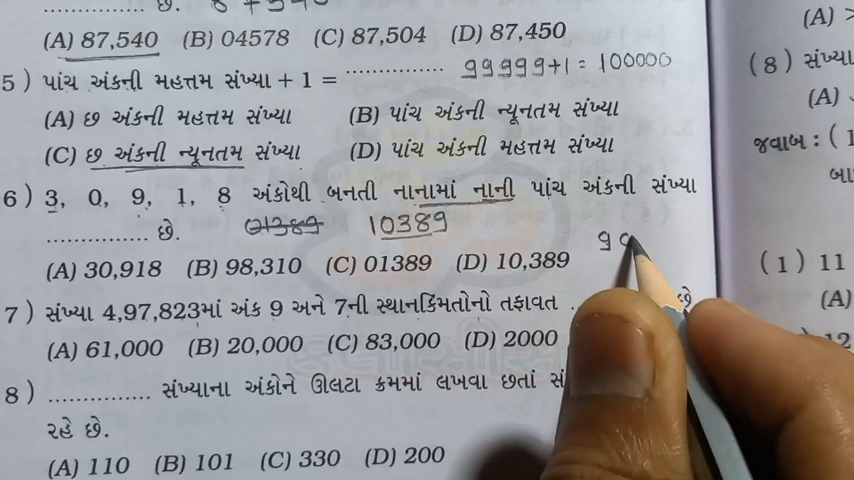 ................ છે.
(A) 87,540 (B) 04578 (C) 87,504 (D) 87,450
5) પાંચ અંકની મહત્તમ સંખ્યા + 1 = ............... 99999+1 = 100000
(A) છ અંકની મહત્તમ સંખ્યા (B) પાંચ અંકની ન્યૂનતમ સંખ્યા
(C) છ અંકની ન્યૂનતમ સંખ્યા (D) પાંચ અંકની મહત્તમ સંખ્યા
6) 3, 0, 9, 1, 8 અંકોથી બનતી નાનામાં નાની પાંચ અંકની સંખ્યા
............... છે. 01389 10389
(A) 30,918 (B) 98,310 (C) 01389 (D) 10,389
7) સંખ્યા 4,97,823માં અંક 9 અને 7ની સ્થાનકિંમતોનો તફાવત . છે
(A) 61,000 (B) 20,000 (C) 83,000 (D) 2000
8) ............... સંખ્યાના અંકોને ઊલટા ક્રમમાં લખવા છતાં
રહે છે.
(A) 110 (B) 101 (C) 330 (D) 200
(A) >
(8) સંખ્યા
(A)
જવાબ : (1
(1) 11
(A)